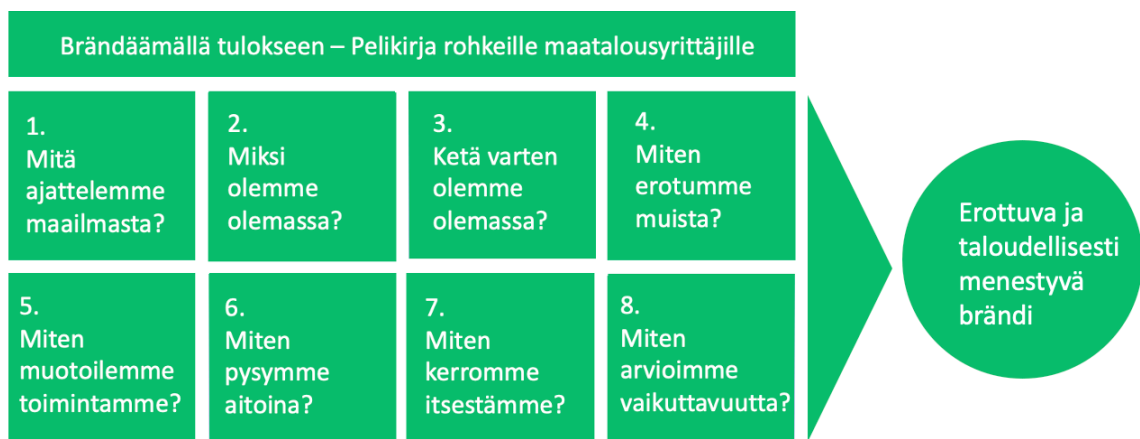 Brändäämällä tulokseen – Pelikirja rohkeille maatalousyrittäjille
1.
Mitä
ajattelemme
maailmasta?
2.
Miksi
olemme
olemassa?
3.
Ketä varten
olemme
olemassa?
4.
Miten
erotumme
muista?
5.
Miten
muotoilemme
toimintamme?
6.
Miten
pysymme
aitoina?
7.
Miten
kerromme
itsestämme?
8.
Miten
arvioimme
vaikuttavuutta?
Erottuva ja
taloudellisesti
menestyvä
brändi